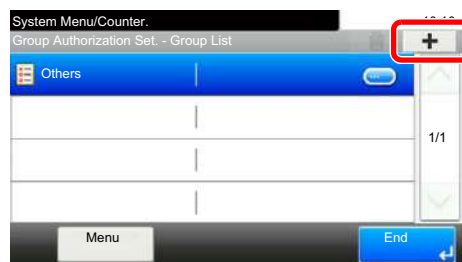 System Menu/Counter.
Group Authorization Set. - Group List
Others
1/1
Menu
End